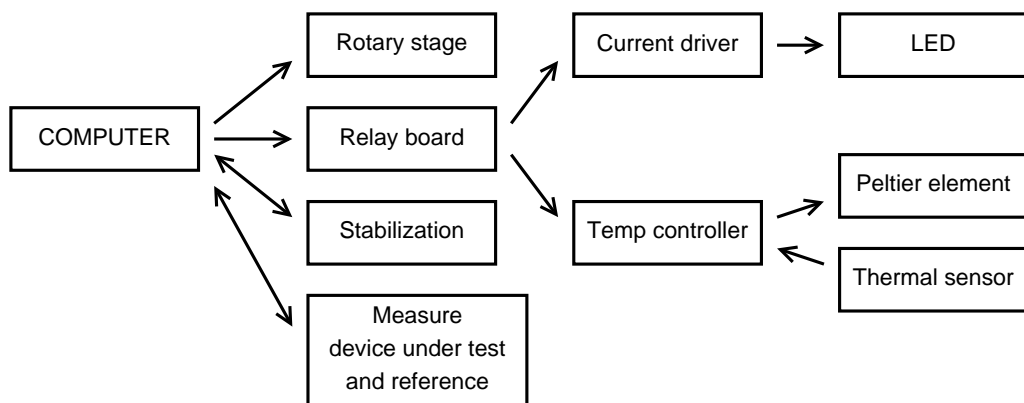 Rotary stage
Current driver
LED
COMPUTER
Relay board
Peltier element
Stabilization
Temp controller
Thermal sensor
Measure
device under test
and reference